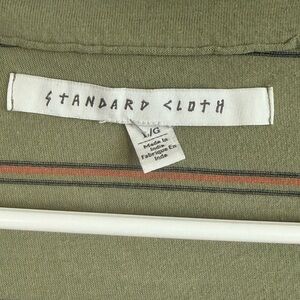 STANDARD CLOTH
L/G
Made in
India
Fabriqué En
Inde